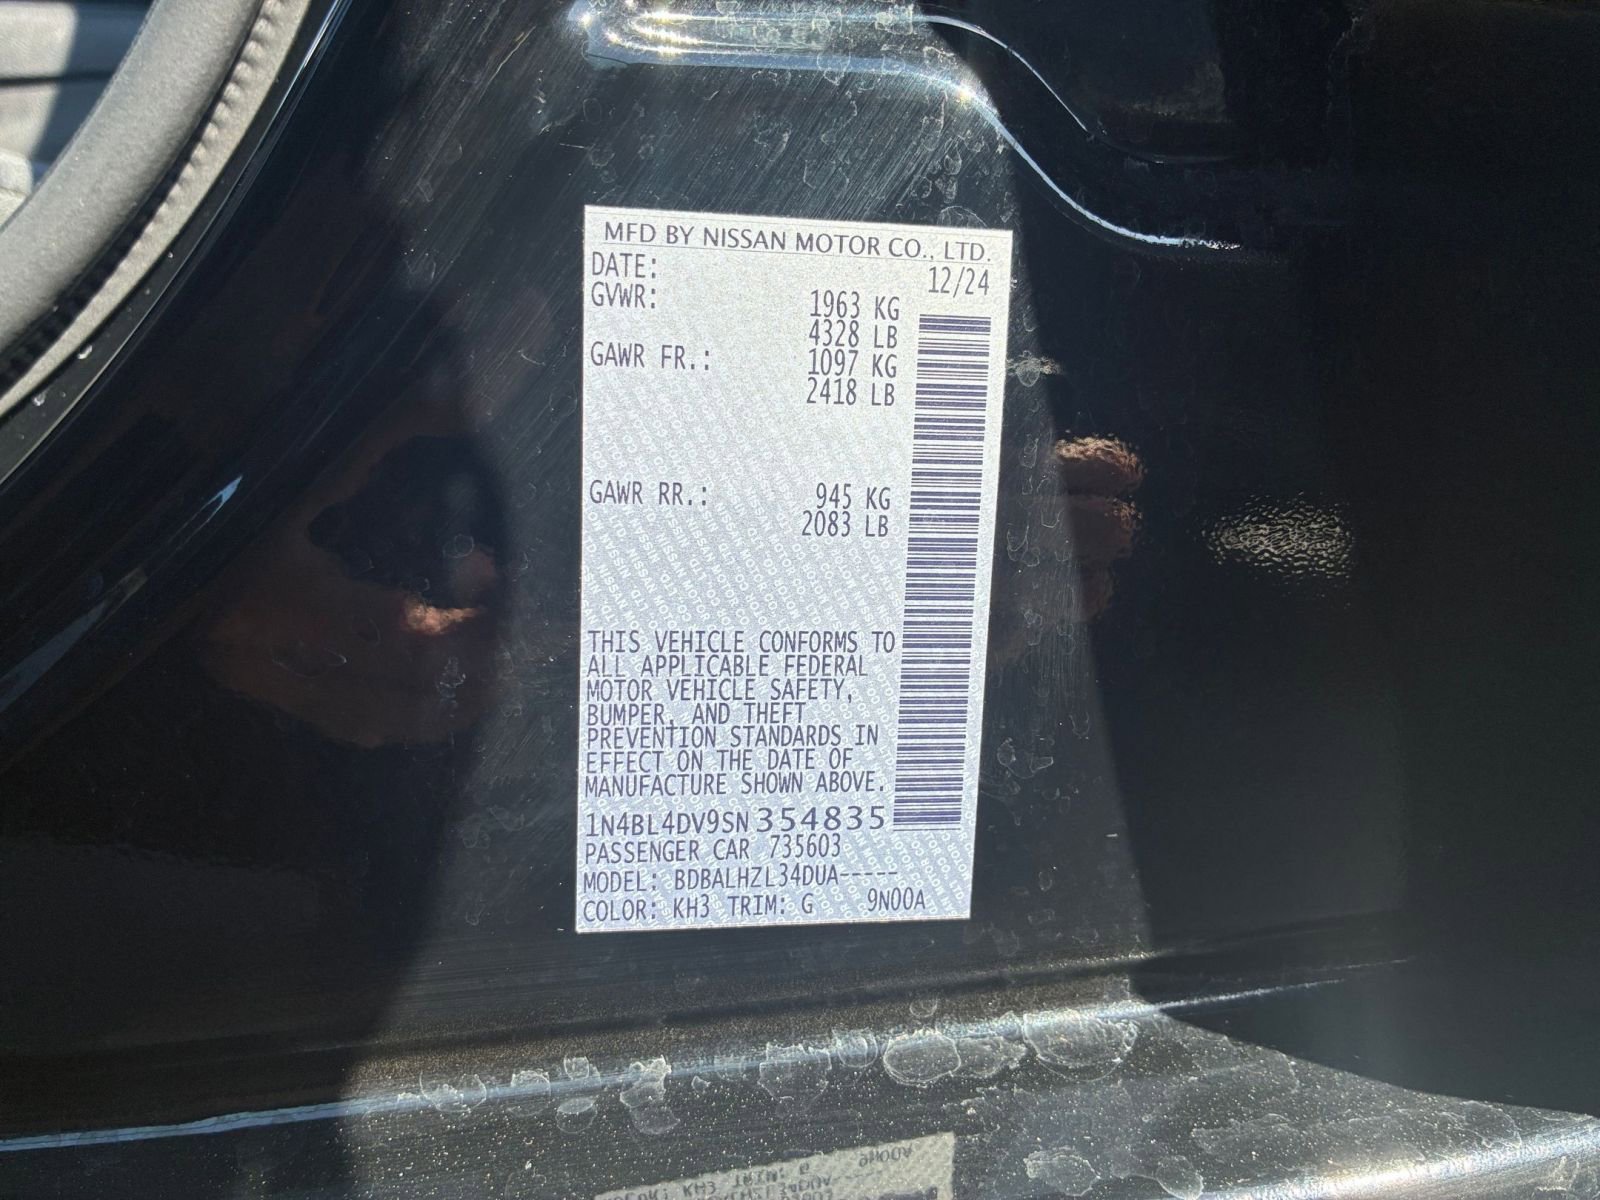 MFD BY NISSAN MOTOR CO., LTD.
DATE: 12/24
GVWR: 1963 KG
4328 LB
GAWR FR.: 1097 KG
2418 LB
GAWR RR.: 945 KG
2083 LB
THIS VEHICLE CONFORMS TO
ALL APPLICABLE FEDERAL
MOTOR VEHICLE SAFETY,
BUMPER, AND THEFT
PREVENTION STANDARDS IN
EFFECT ON THE DATE OF
MANUFACTURE SHOWN ABOVE.
1N4BL4DV9SN354835
PASSENGER CAR 735603
MODEL: BDBALHZL34DUA-----
COLOR: KH3 TRIM: G 9N00A